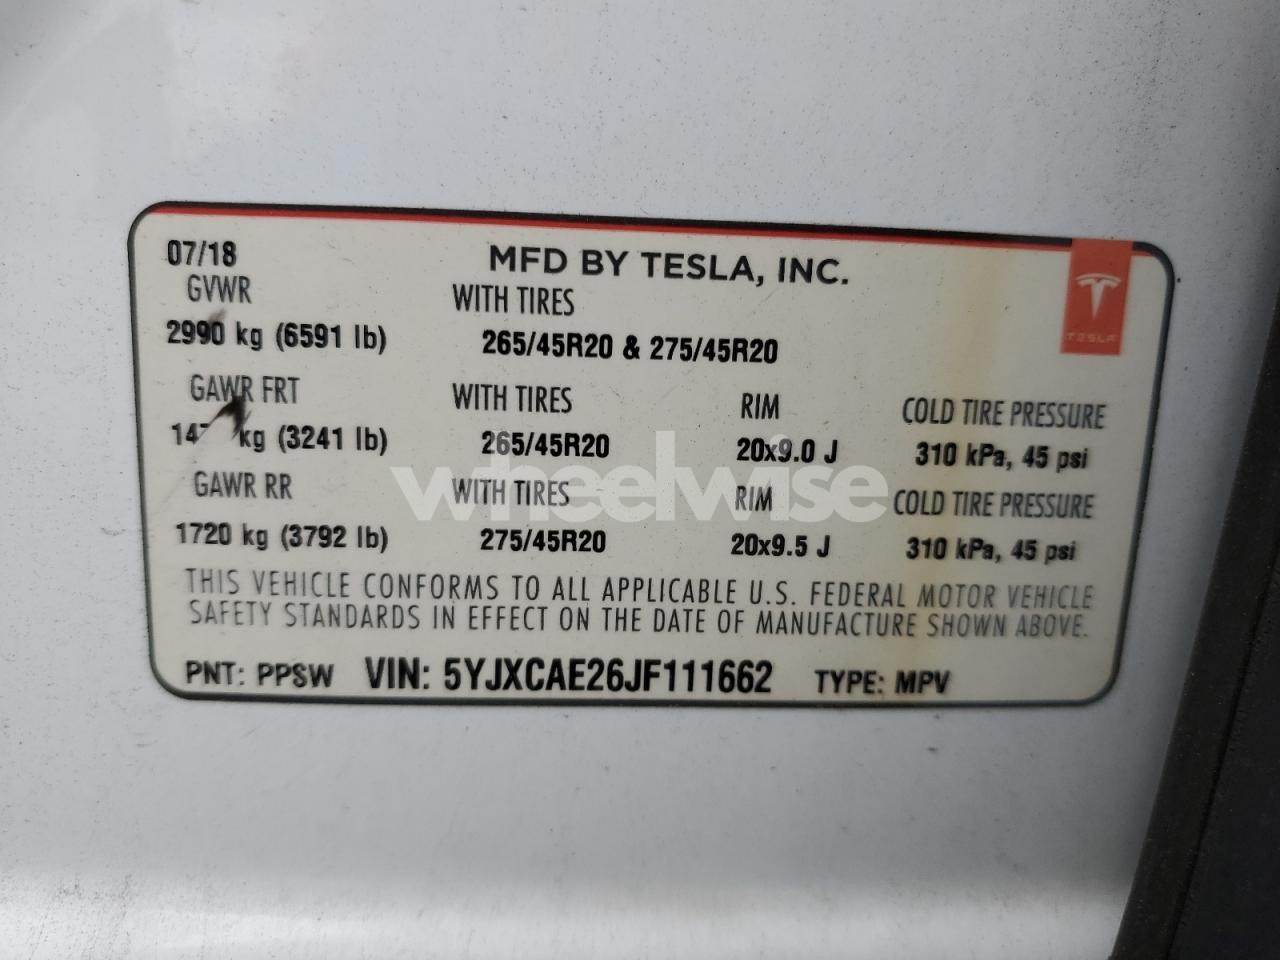 07/18 MFD BY TESLA, INC.
GVWR WITH TIRES
2990 kg (6591 lb) 265/45R20 & 275/45R20
TESLA
GAWR FRT WITH TIRES RIM COLD TIRE PRESSURE
kg (3241 lb) 265/45R20 20x9.0 J 310 kPa, 45 psi
wheelwise
GAWR RR WITH TIRES RIM COLD TIRE PRESSURE
1720 kg (3792 lb) 275/45R20 20x9.5 J 310 kPa, 45 psi
THIS VEHICLE CONFORMS TO ALL APPLICABLE U.S. FEDERAL MOTOR VEHICLE
SAFETY STANDARDS IN EFFECT ON THE DATE OF MANUFACTURE SHOWN ABOVE.
PNT: PPSW VIN: 5YJXCAE26JF111662 TYPE: MPV